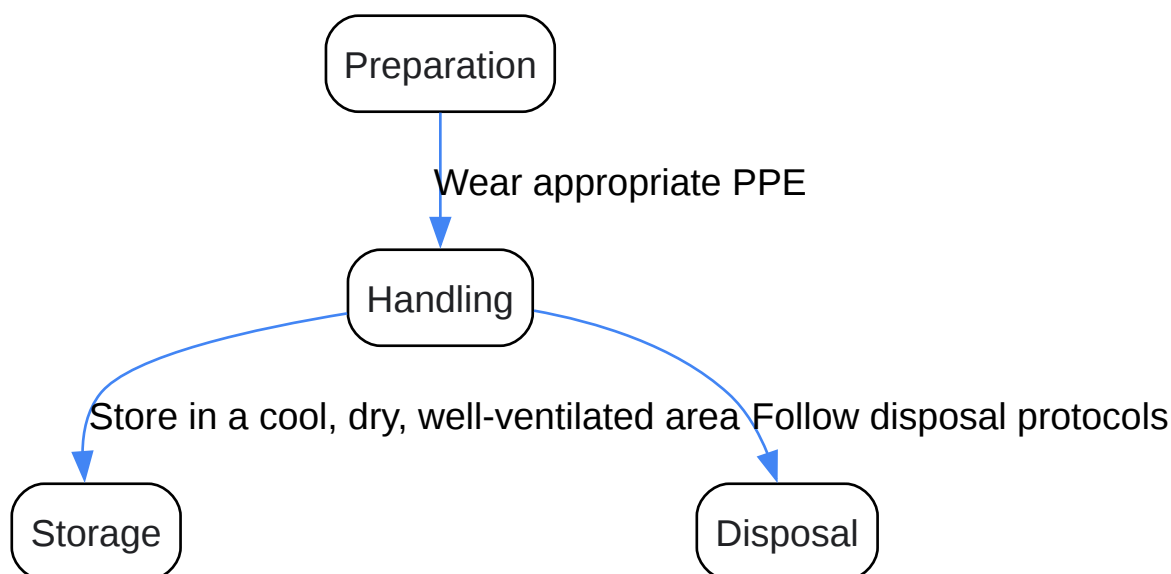 Preparation
Wear appropriate PPE
Handling
Store in a cool, dry, well-ventilated area
Follow disposal protocols
Storage
Disposal